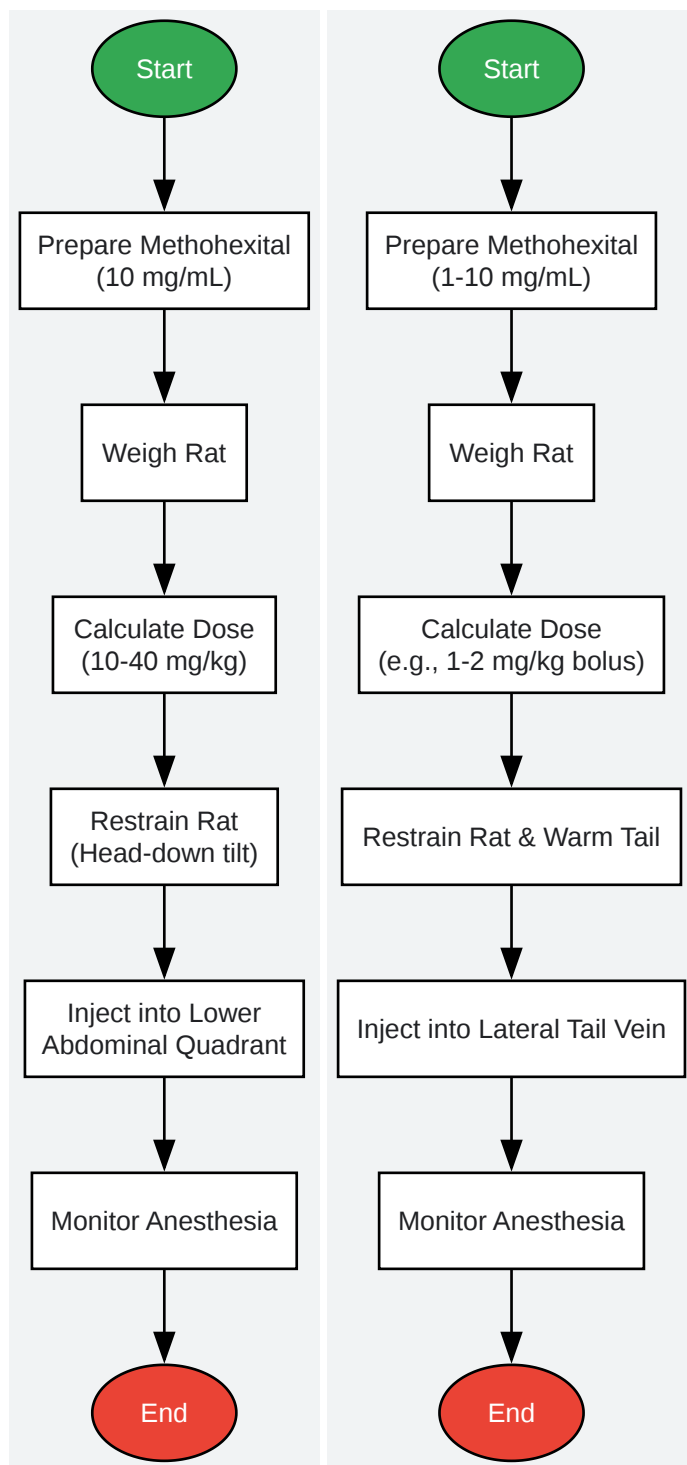 Start
Prepare Methohexital
(10 mg/mL)
Weigh Rat
Calculate Dose
(10-40 mg/kg)
Restrain Rat
(Head-down tilt)
Inject into Lower
Abdominal Quadrant
Monitor Anesthesia
End
Start
Prepare Methohexital
(1-10 mg/mL)
Weigh Rat
Calculate Dose
(e.g., 1-2 mg/kg bolus)
Restrain Rat & Warm Tail
Inject into Lateral Tail Vein
Monitor Anesthesia
End